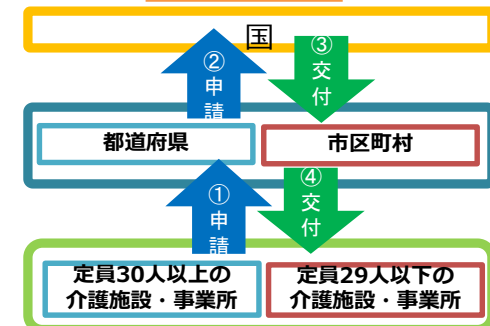 国
②申請
③交付
都道府県
市区町村
①申請
④交付
定員30人以上の
介護施設・事業所
定員29人以下の
介護施設・事業所